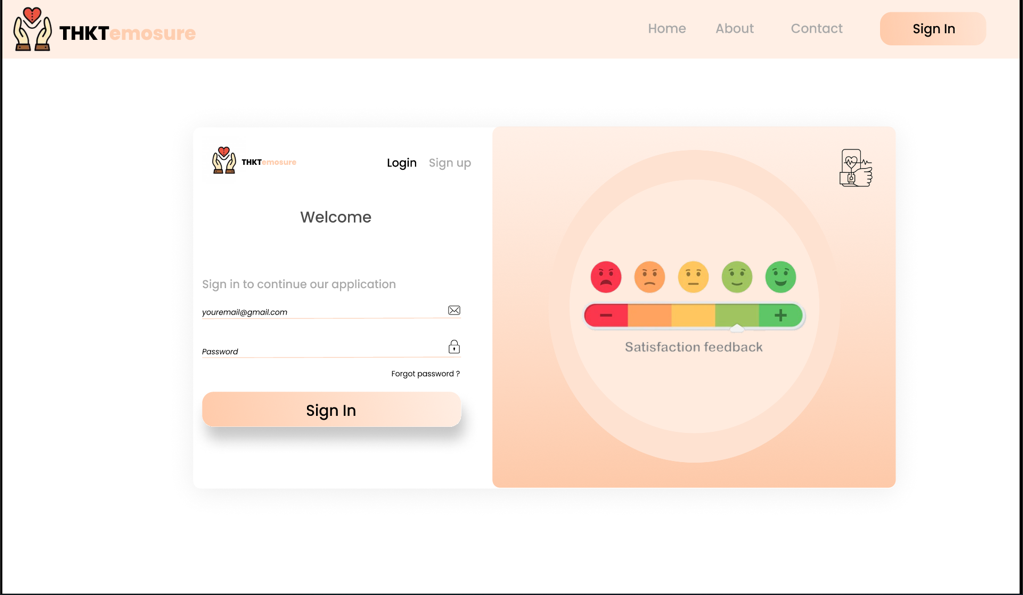 THKTemosure
Home About Contact Sign In
THKTemosure
Login Sign up
Welcome
Sign in to continue our application
youremail@gmail.com
Password
Forgot password ?
Sign In
Satisfaction feedback